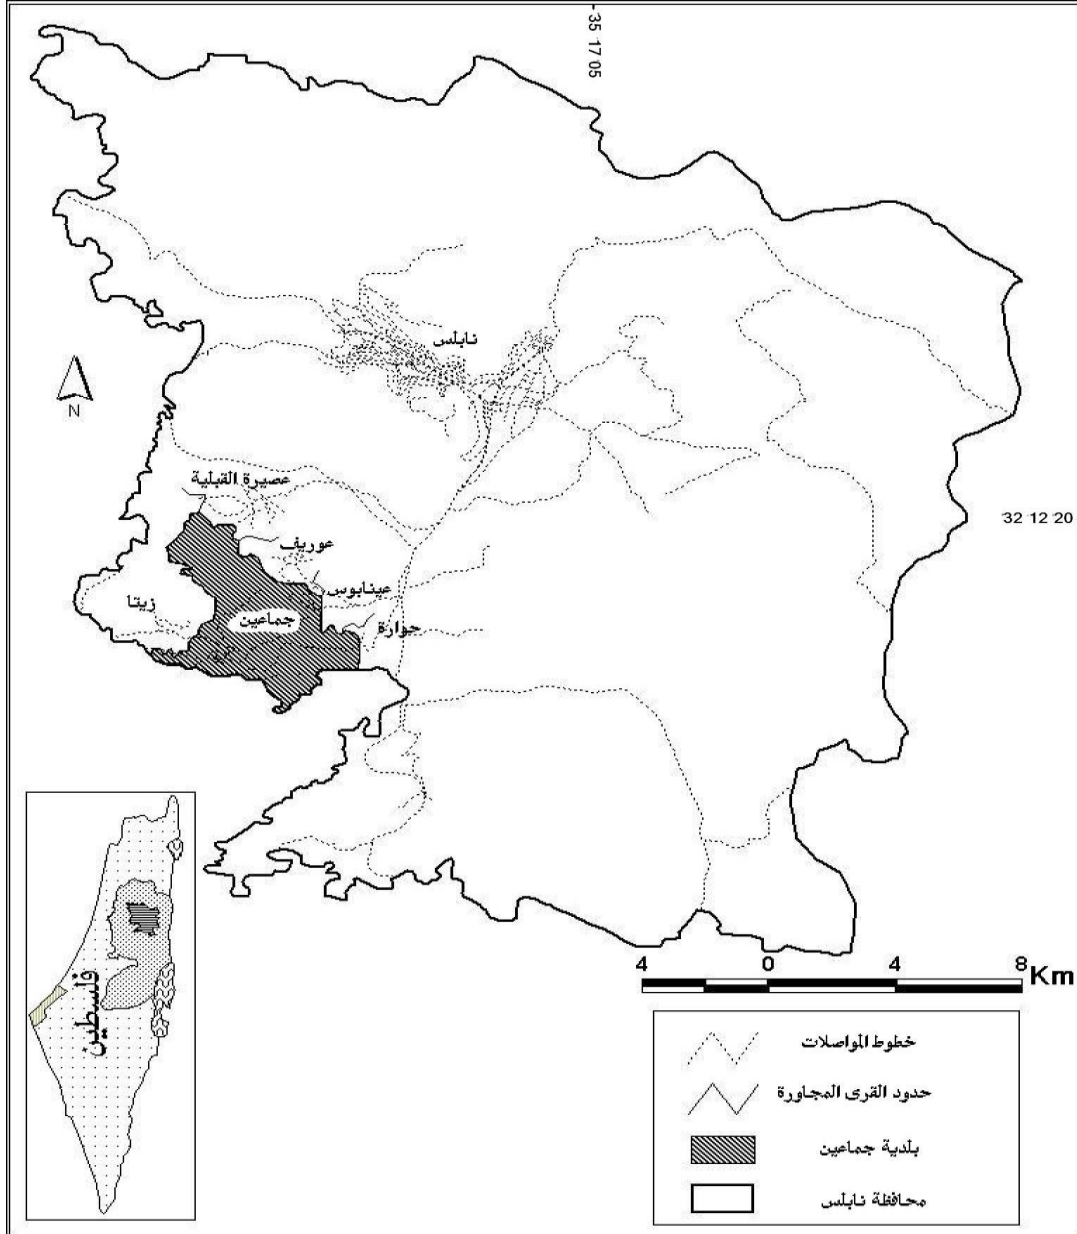 35 17 05
نابلس
N
عصيرة القبلية
32 12 20
عوريف
عينابوس
زيتا
جماعين
حوارة
فلسطين
4 0 4 8 Km
خطوط المواصلات
حدود القرى المجاورة
بلدية جماعين
محافظة نابلس